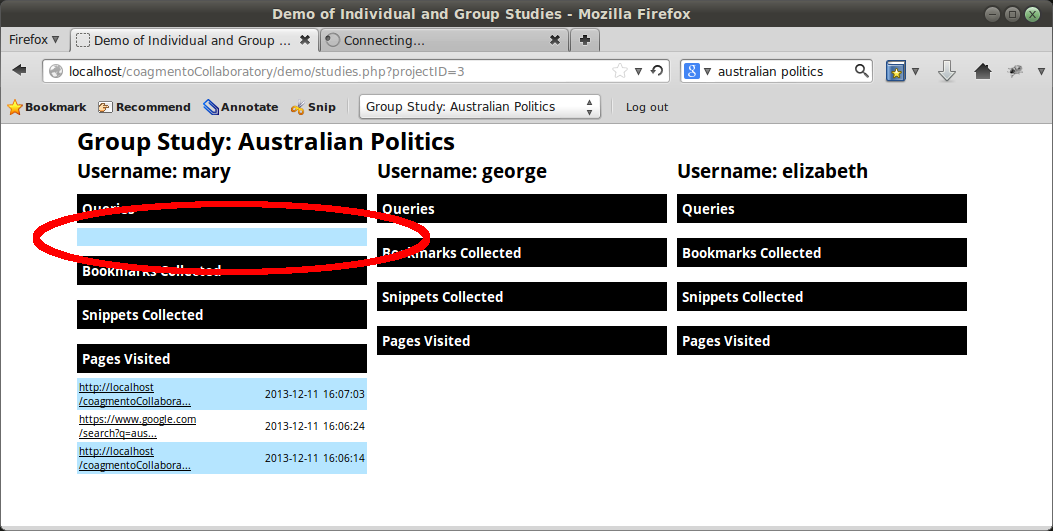 Demo of Individual and Group Studies - Mozilla Firefox
Firefox
Demo of Individual and Group ...
Connecting...
localhost/coagmentoCollaboratory/demo/studies.php?projectID=3
australian politics
Bookmark Recommend Annotate Snip
Group Study: Australian Politics
Log out
Group Study: Australian Politics
Username: mary
Queries
Bookmarks Collected
Snippets Collected
Pages Visited
http://localhost
/coagmentoCollabora...
2013-12-11 16:07:03
https://www.google.com
/search?q=aus...
2013-12-11 16:06:24
http://localhost
/coagmentoCollabora...
2013-12-11 16:06:14
Username: george
Queries
Bookmarks Collected
Snippets Collected
Pages Visited
Username: elizabeth
Queries
Bookmarks Collected
Snippets Collected
Pages Visited